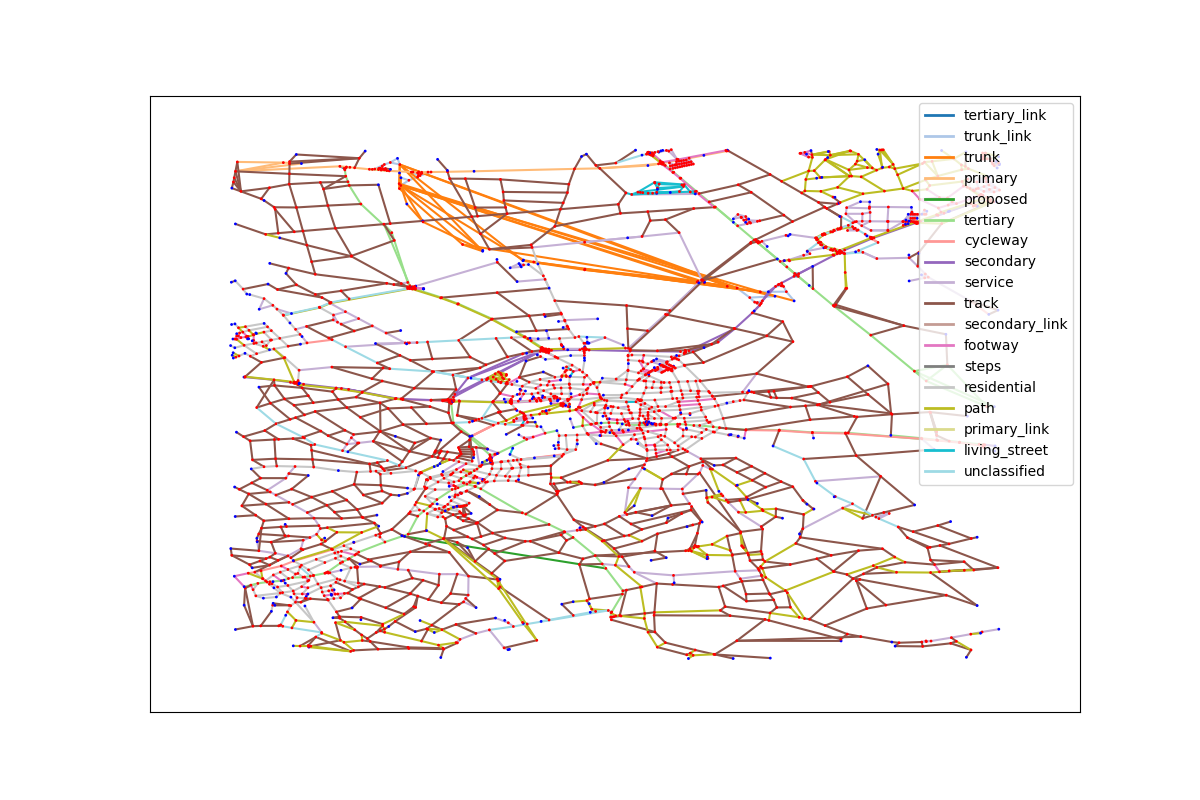 tertiary_link
trunk_link
trunk
primary
proposed
tertiary
cycleway
secondary
service
track
secondary_link
footway
steps
residential
path
primary_link
living_street
unclassified